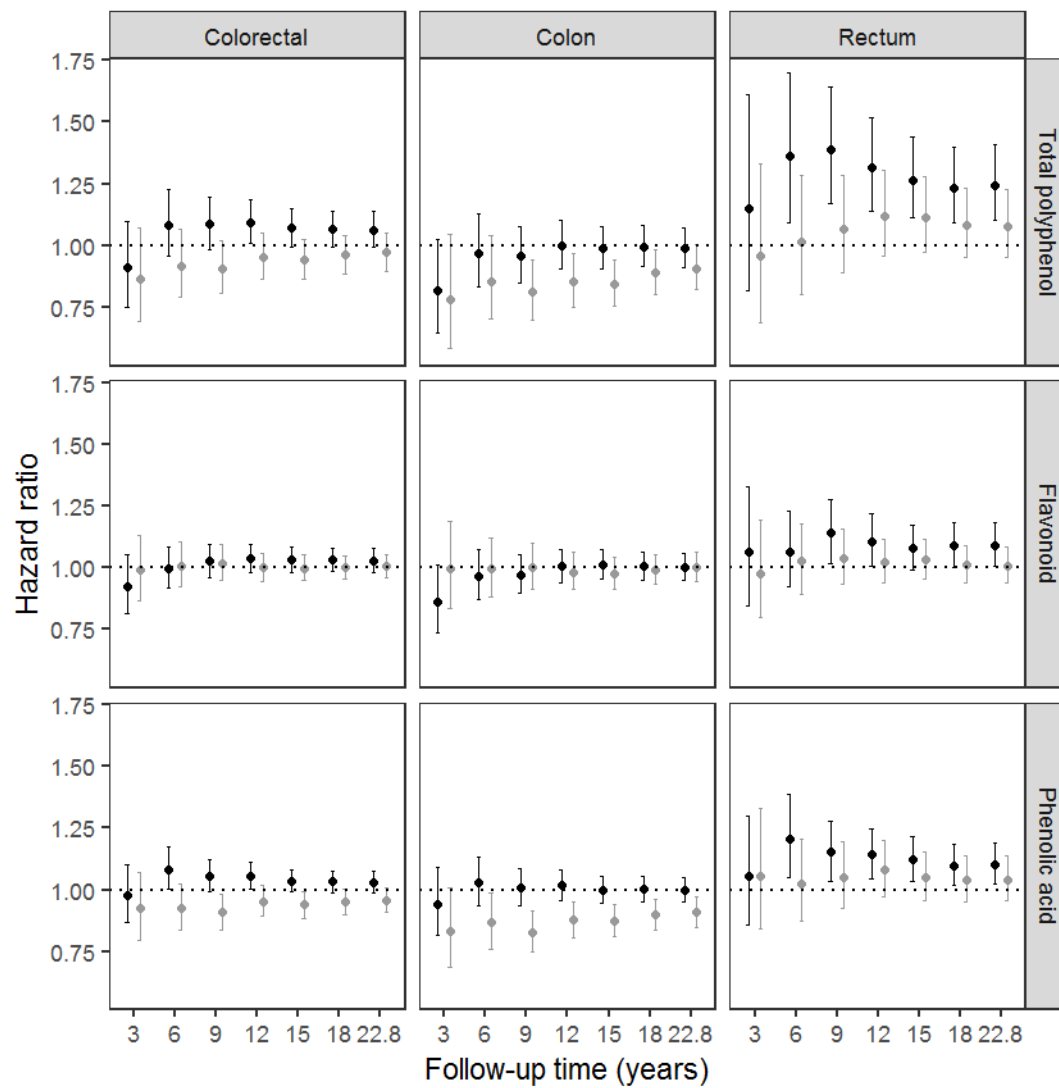 Colorectal Colon Rectum
1.75
1.50
1.25
1.00
0.75
Total polyphenol
1.75
1.50
1.25
1.00
0.75
Flavonoid
1.75
1.50
1.25
1.00
0.75
Phenolic acid
Hazard ratio
3 6 9 12 15 18 22.8 3 6 9 12 15 18 22.8 3 6 9 12 15 18 22.8
Follow-up time (years)